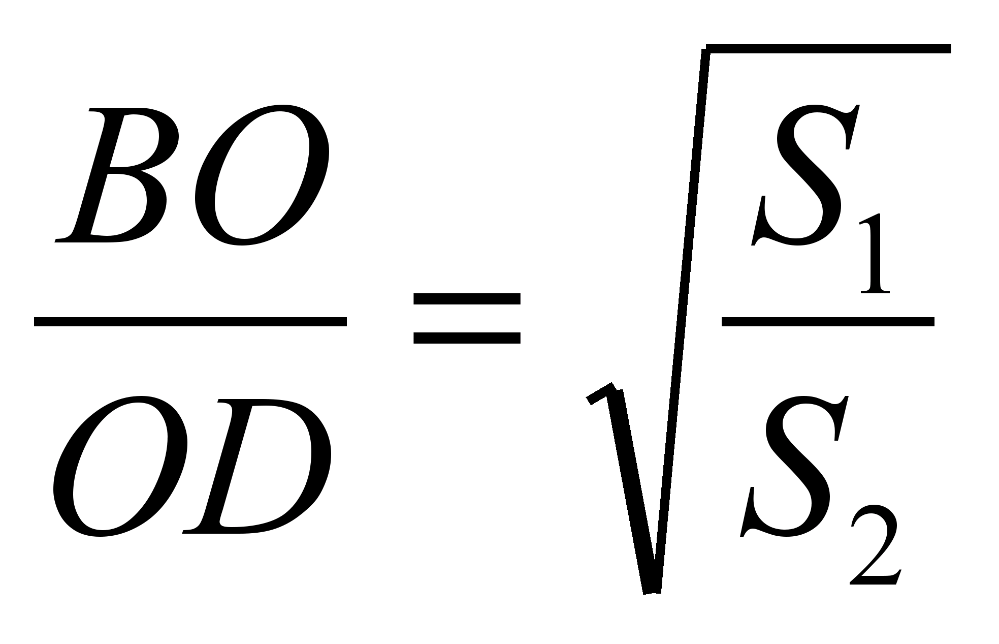 BO/OD = √(S₁/S₂)